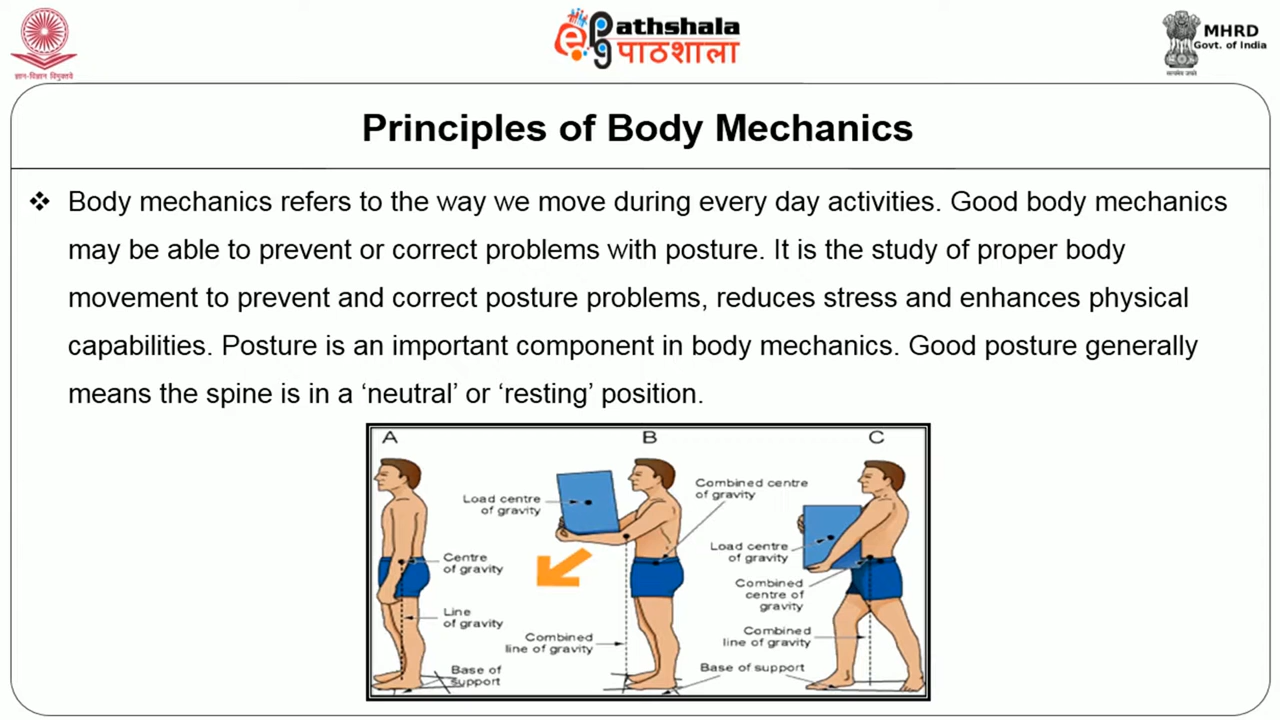 ज्ञान-विज्ञान विमुक्तये
ePathshala
पाठशाला
MHRD
Govt. of India
सत्यमेव जयते
Principles of Body Mechanics
❖ Body mechanics refers to the way we move during every day activities. Good body mechanics
may be able to prevent or correct problems with posture. It is the study of proper body
movement to prevent and correct posture problems, reduces stress and enhances physical
capabilities. Posture is an important component in body mechanics. Good posture generally
means the spine is in a ‘neutral’ or ‘resting’ position.
A
Centre
of gravity
Line
of gravity
Base of
support
B
Load centre
of gravity
Combined centre
of gravity
Combined
line of gravity
C
Load centre
of gravity
Combined
centre of
gravity
Combined
line of gravity
Base of support